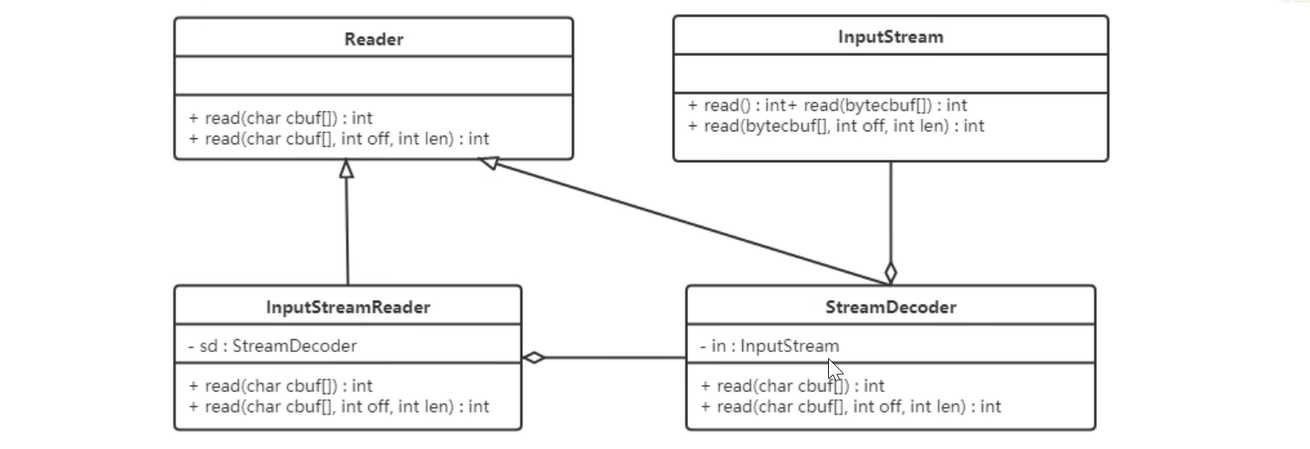 Reader
+ read(char cbuf[]) : int
+ read(char cbuf[], int off, int len) : int
InputStream
+ read() : int+ read(bytecbuf[]) : int
+ read(bytecbuf[], int off, int len) : int
InputStreamReader
- sd : StreamDecoder
+ read(char cbuf[]) : int
+ read(char cbuf[], int off, int len) : int
StreamDecoder
- in : InputStream
+ read(char cbuf[]) : int
+ read(char cbuf[], int off, int len) : int